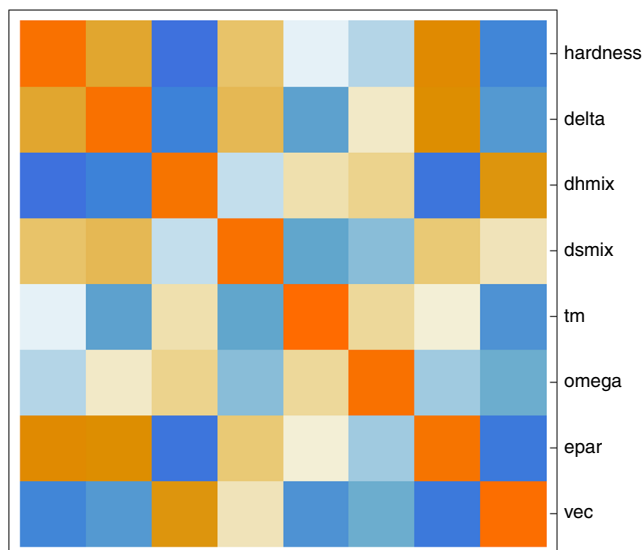 hardness
delta
dhmix
dsmix
tm
omega
epar
vec